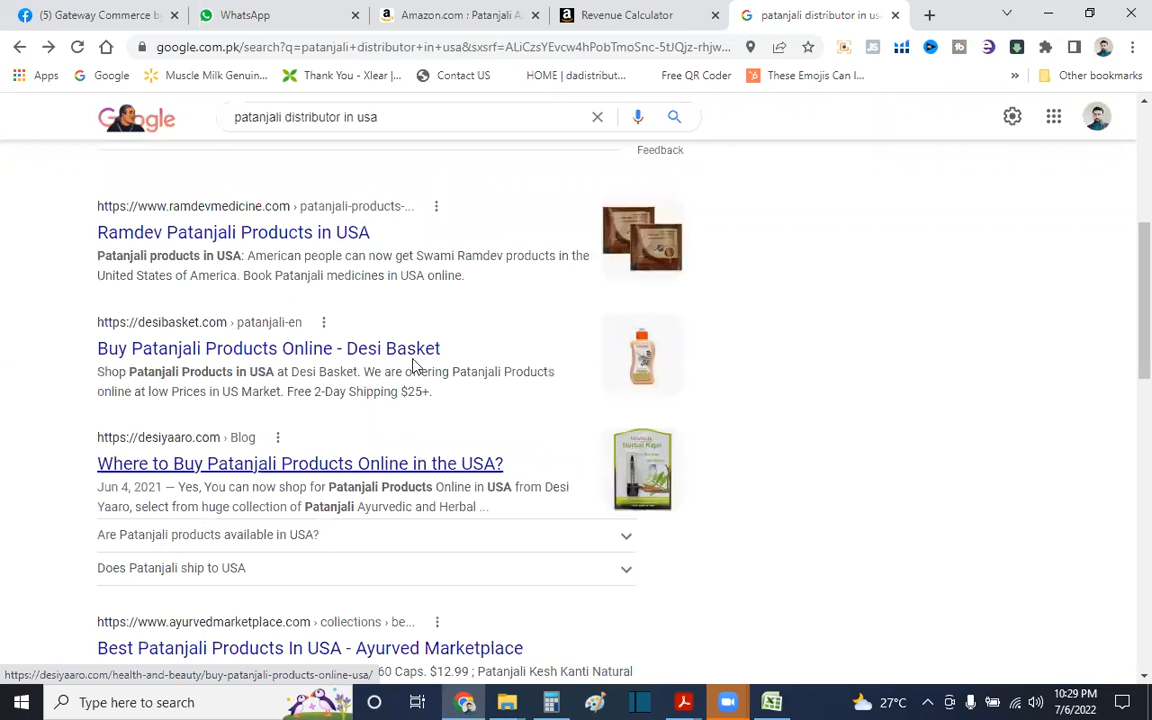 (5) Gateway Commerce by
WhatsApp
Amazon.com : Patanjali A
Revenue Calculator
patanjali distributor in us
google.com.pk/search?q=patanjali+distributor+in+usa&sxsrf=ALiCzsYEvcw4hPobTmoSnc-5tUQjz-rhjw...
Apps
Google
Muscle Milk Genuin...
Thank You - Xlear |...
Contact US
HOME | dadistribut...
Free QR Creator
These Emojis Can I...
»
Other bookmarks
Google
patanjali distributor in usa
Feedback
https://www.ramdevmedicine.com › patanjali-products-...
Ramdev Patanjali Products in USA
Patanjali products in USA: American people can now get Swami Ramdev products in the
United States of America. Book Patanjali medicines in USA online.
https://desibasket.com › patanjali-en
Buy Patanjali Products Online - Desi Basket
Shop Patanjali Products in USA at Desi Basket. We are offering Patanjali Products
online at low Prices in US Market. Free 2-Day Shipping $25+.
https://desiyaaro.com › Blog
Where to Buy Patanjali Products Online in the USA?
Jun 4, 2021 — Yes, You can now shop for Patanjali Products Online in USA from Desi
Yaaro, select from huge collection of Patanjali Ayurvedic and Herbal ...
Are Patanjali products available in USA?
Does Patanjali ship to USA
https://www.ayurvedmarketplace.com › collections › be...
Best Patanjali Products In USA - Ayurved Marketplace
60 Caps. $12.99 ; Patanjali Kesh Kanti Natural
https://desiyaaro.com/health-and-beauty/buy-patanjali-products-online-usa/
Type here to search
27°C
10:29 PM
7/6/2022